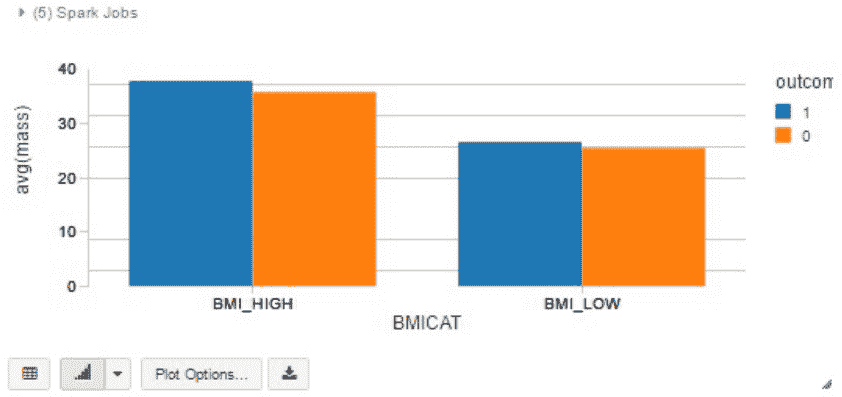 (5) Spark Jobs
40
30
20
10
0
avg(mass)
BMI_HIGH
BMI_LOW
BMICAT
outcom
1
0
Plot Options...